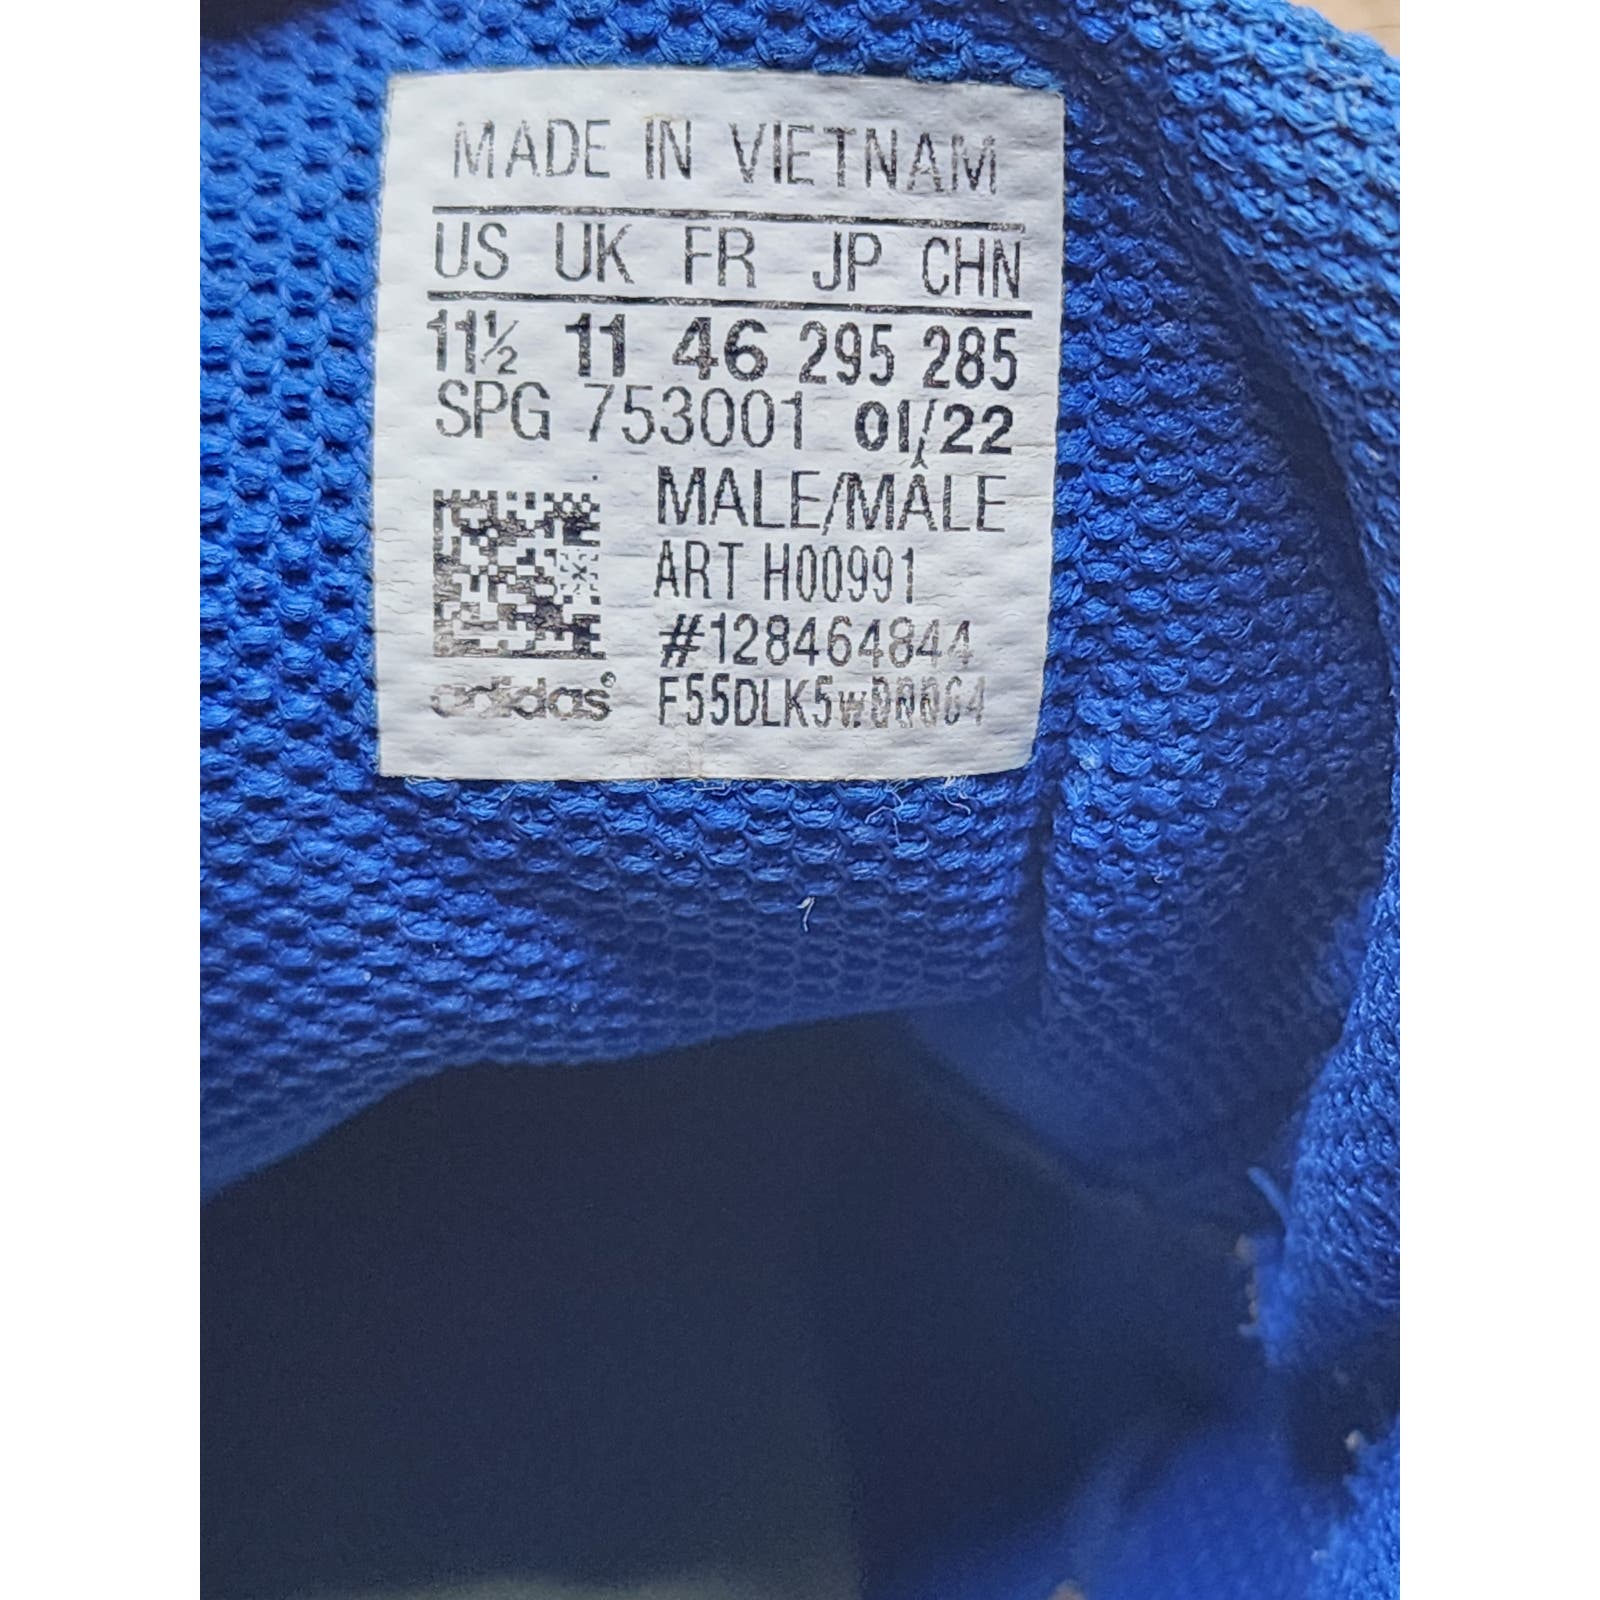 MADE IN VIETNAM
US UK FR JP CHN
11½ 11 46 295 285
SPG 753001 01/22
MALE/MÂLE
ART H00991
#128464844
adidas®